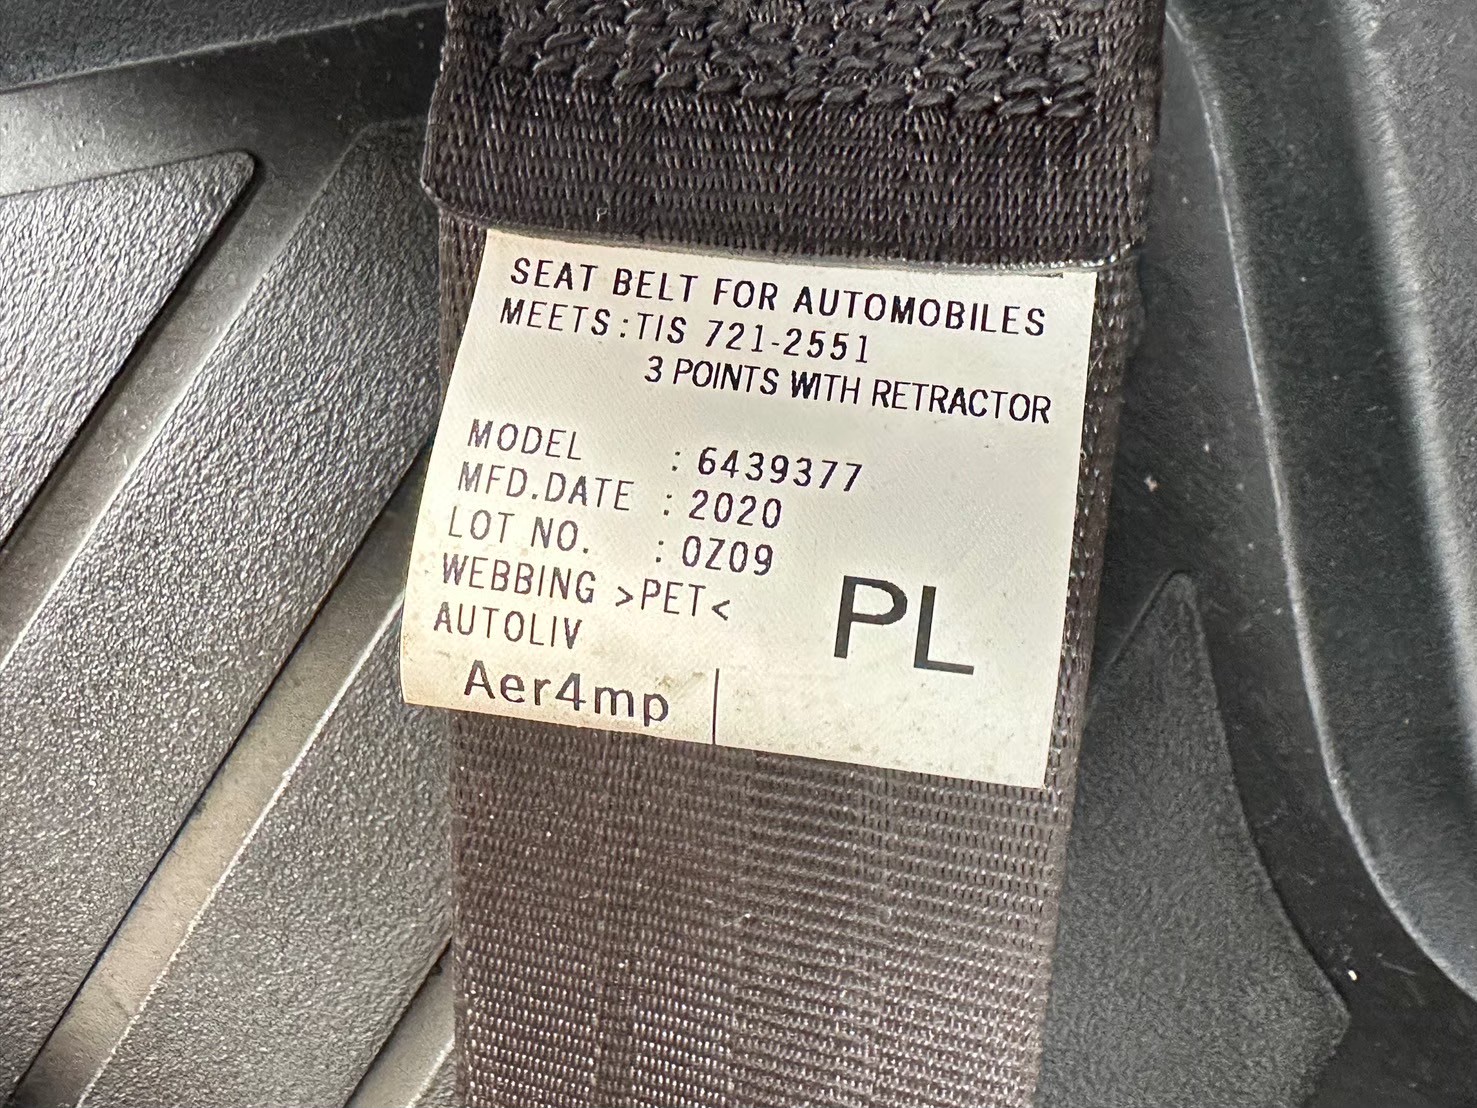 SEAT BELT FOR AUTOMOBILES
MEETS:TIS 721-2551
3 POINTS WITH RETRACTOR
MODEL : 6439377
MFD.DATE : 2020
LOT NO. : 0Z09
WEBBING >PET<
AUTOLIV
PL
Aer4mp